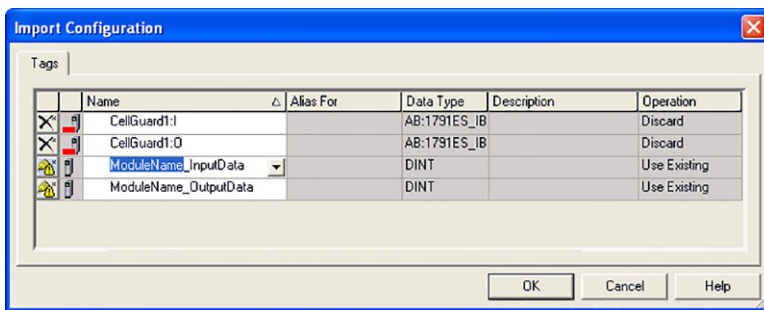 Import Configuration
Tags
Name Alias For Data Type Description Operation
CellGuard1:I AB:1791ES_IB Discard
CellGuard1:O AB:1791ES_IB Discard
ModuleName_InputData DINT Use Existing
ModuleName_OutputData DINT Use Existing
OK Cancel Help